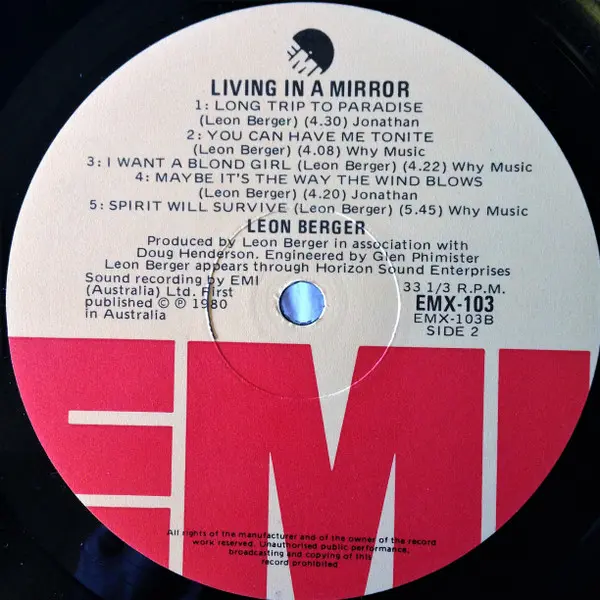 EMI
LIVING IN A MIRROR
1: LONG TRIP TO PARADISE
(Leon Berger) (4.30) Jonathan
2: YOU CAN HAVE ME TONITE
(Leon Berger) (4.08) Why Music
3: I WANT A BLOND GIRL (Leon Berger) (4.22) Why Music
4: MAYBE IT'S THE WAY THE WIND BLOWS
(Leon Berger) (4.20) Jonathan
5: SPIRIT WILL SURVIVE (Leon Berger) (5.45) Why Music
LEON BERGER
Produced by Leon Berger in association with
Doug Henderson. Engineered by Glen Phimister
Leon Berger appears through Horizon Sound Enterprises
Sound recording by EMI
(Australia) Ltd. First
published © ℗ 1980
in Australia
33 1/3 R.P.M.
EMX-103
EMX-103B
SIDE 2
EMI
All rights of the manufacturer and of the owner of the record
work reserved. Unauthorised public performance,
broadcasting and copying of this
record prohibited